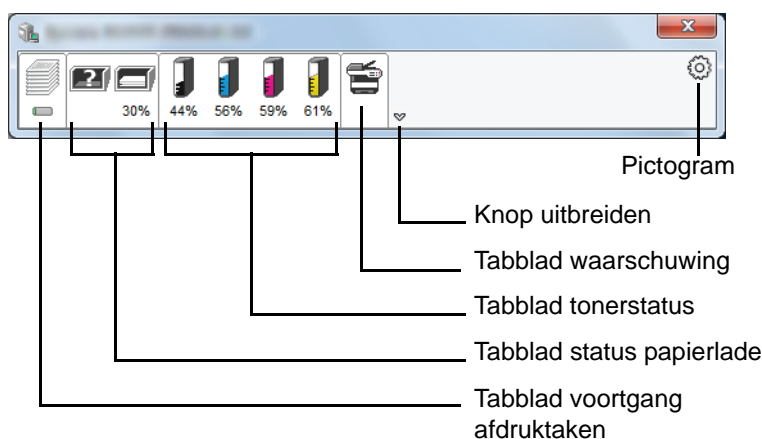 x
?
30% 44% 56% 59% 61%
Pictogram
Knop uitbreiden
Tabblad waarschuwing
Tabblad tonerstatus
Tabblad status papierlade
Tabblad voortgang
afdruktaken